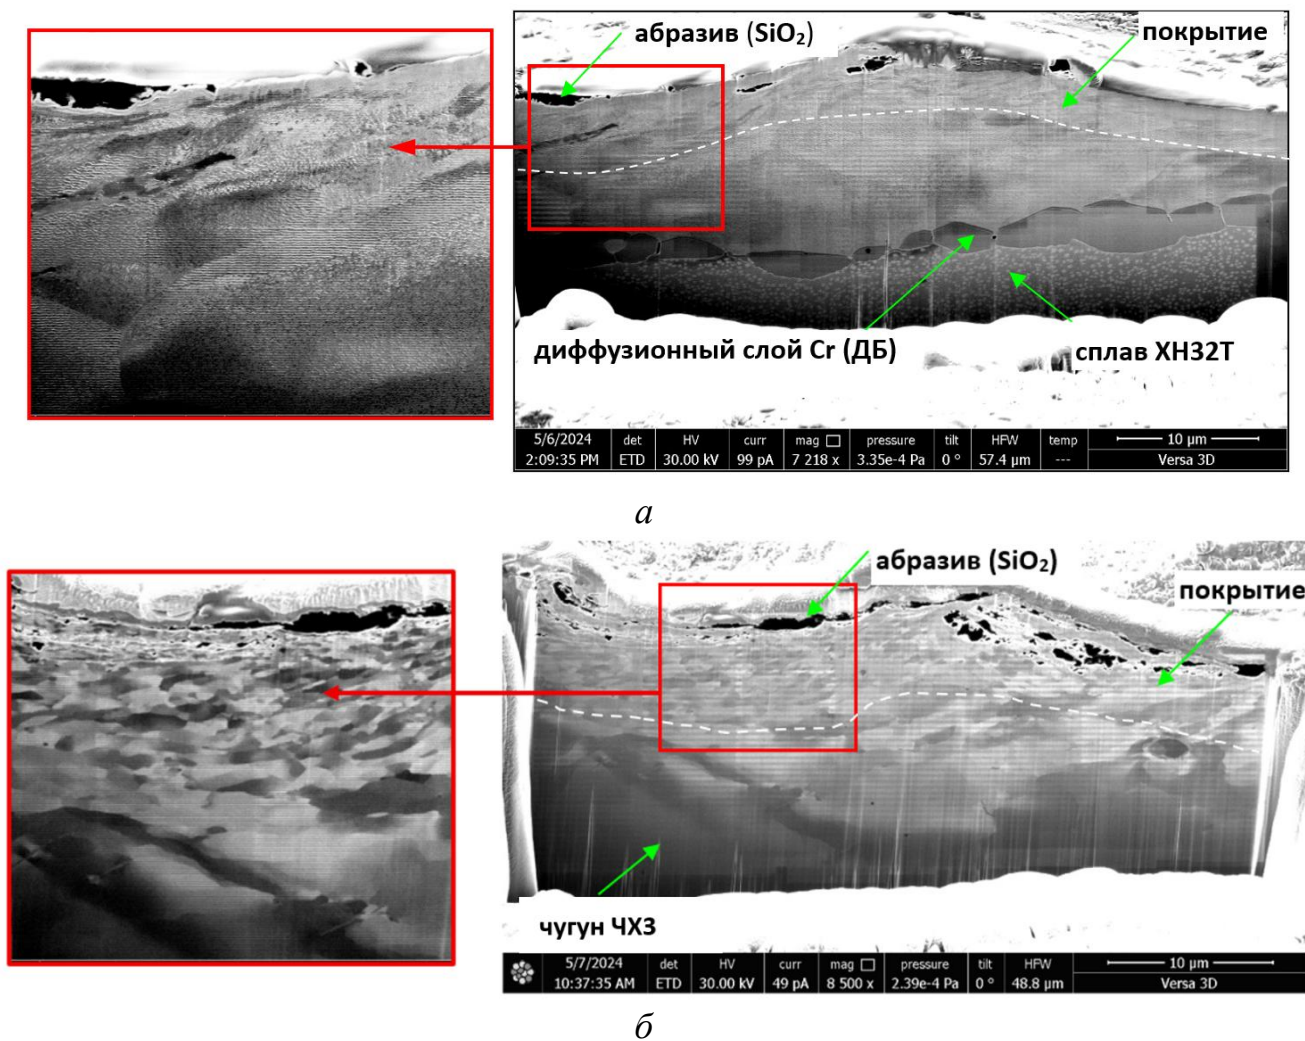 абразив (SiO₂)
покрытие
диффузионный слой Cr (ДБ)
сплав ХН32Т
5/6/2024 det HV curr mag pressure tilt HFW temp 10 µm
2:09:35 PM ETD 30.00 kV 99 pA 7 218 x 3.35e-4 Pa 0 ° 57.4 µm --- Versa 3D
а
абразив (SiO₂)
покрытие
чугун ЧХ3
5/7/2024 det HV curr mag pressure tilt HFW 10 µm
10:37:35 AM ETD 30.00 kV 49 pA 8 500 x 2.39e-4 Pa 0 ° 48.8 µm Versa 3D
б